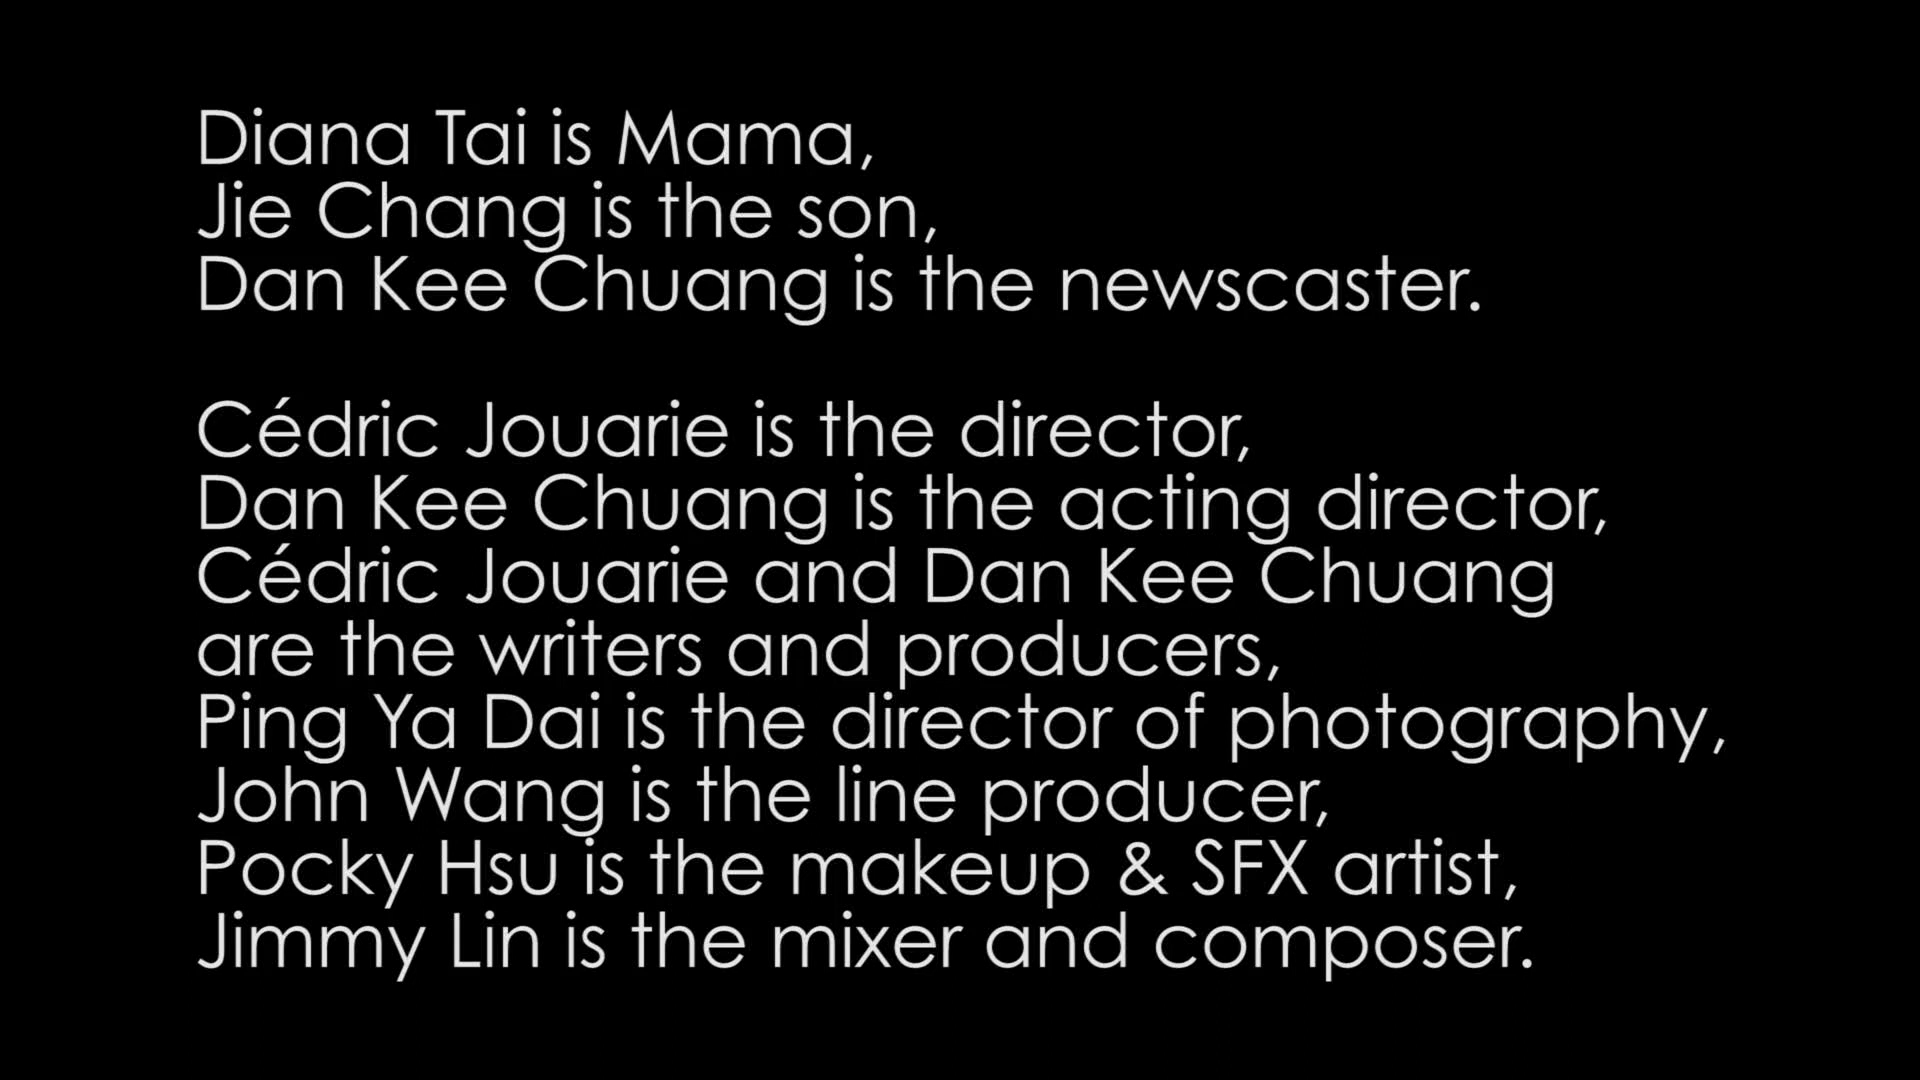 Diana Tai is Mama,
Jie Chang is the son,
Dan Kee Chuang is the newscaster.
Cédric Jouarie is the director,
Dan Kee Chuang is the acting director,
Cédric Jouarie and Dan Kee Chuang
are the writers and producers,
Ping Ya Dai is the director of photography,
John Wang is the line producer,
Pocky Hsu is the makeup & SFX artist,
Jimmy Lin is the mixer and composer.